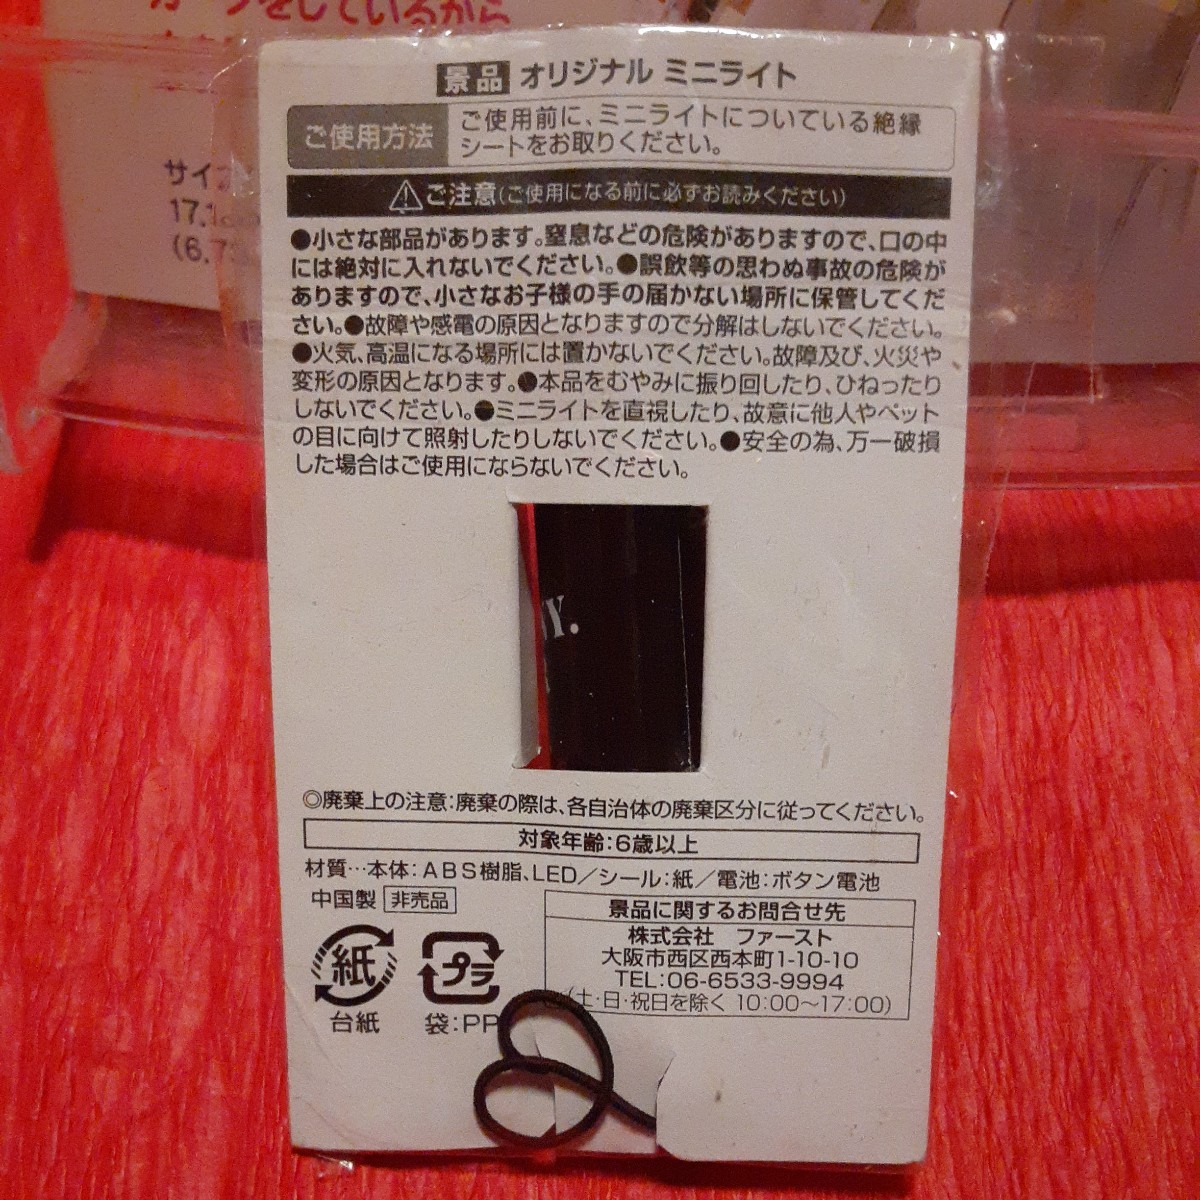 カーブをしているから
サイズ
17.1cm
(6.73
景品 オリジナル ミニライト
ご使用方法
ご使用前に、ミニライトについている絶縁
シートをお取りください。
⚠ご注意(ご使用になる前に必ずお読みください)
●小さな部品があります。窒息などの危険がありますので、口の中
には絶対に入れないでください。●誤飲等の思わぬ事故の危険が
ありますので、小さなお子様の手の届かない場所に保管してくだ
さい。●故障や感電の原因となりますので分解はしないでください。
●火気、高温になる場所には置かないでください。故障及び、火災や
変形の原因となります。●本品をむやみに振り回したり、ひねったり
しないでください。●ミニライトを直視したり、故意に他人やペット
の目に向けて照射したりしないでください。●安全の為、万一破損
した場合はご使用にならないでください。
Y.
◎廃棄上の注意:廃棄の際は、各自治体の廃棄区分に従ってください。
対象年齢:6歳以上
材質…本体:ABS樹脂、LED/シール:紙/電池:ボタン電池
中国製 非売品
景品に関するお問合せ先
株式会社 ファースト
大阪市西区西本町1-10-10
TEL:06-6533-9994
(土・日・祝日を除く 10:00〜17:00)
紙
プラ
台紙
袋:PP